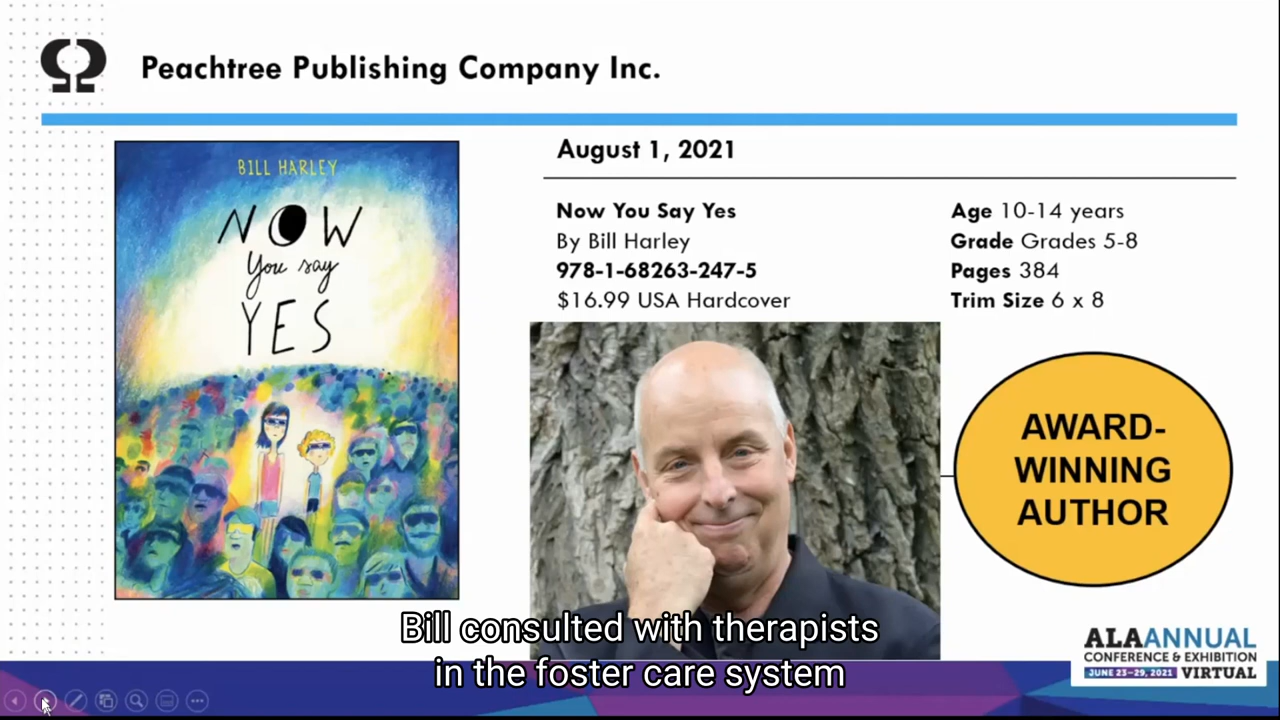 Peachtree Publishing Company Inc.
BILL HARLEY
NOW
You say
YES
August 1, 2021
Now You Say Yes
By Bill Harley
978-1-68263-247-5
$16.99 USA Hardcover
Age 10-14 years
Grade Grades 5-8
Pages 384
Trim Size 6 x 8
AWARD-
WINNING
AUTHOR
Bill consulted with therapists
in the foster care system
ALAANNUAL
CONFERENCE & EXHIBITION
JUNE 23–29, 2021 VIRTUAL